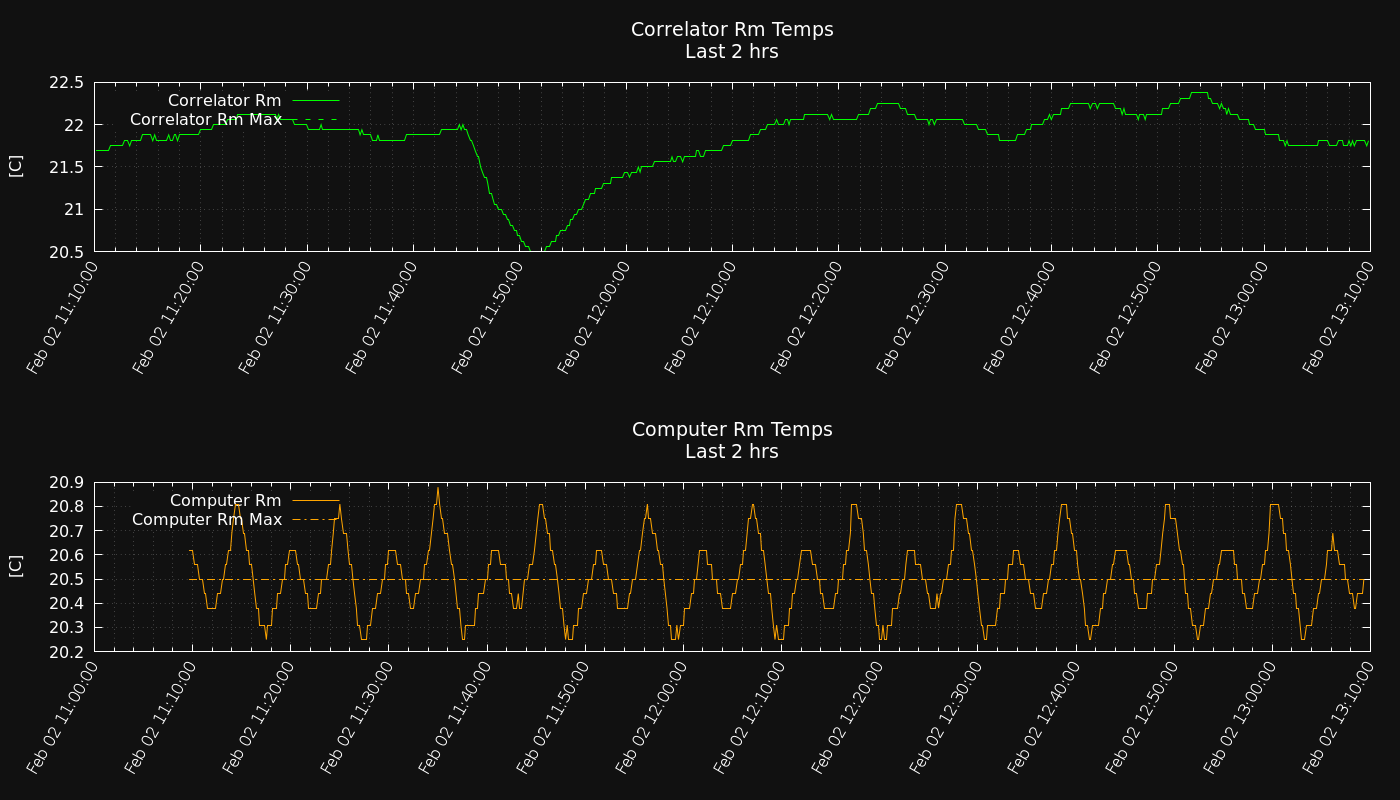 Correlator Rm Temps
Last 2 hrs
22.5
22
21.5
21
20.5
[C]
Correlator Rm
Correlator Rm Max
Feb 02 11:10:00
Feb 02 11:20:00
Feb 02 11:30:00
Feb 02 11:40:00
Feb 02 11:50:00
Feb 02 12:00:00
Feb 02 12:10:00
Feb 02 12:20:00
Feb 02 12:30:00
Feb 02 12:40:00
Feb 02 12:50:00
Feb 02 13:00:00
Feb 02 13:10:00
Computer Rm Temps
Last 2 hrs
20.9
20.8
20.7
20.6
20.5
20.4
20.3
20.2
[C]
Computer Rm
Computer Rm Max
Feb 02 11:00:00
Feb 02 11:10:00
Feb 02 11:20:00
Feb 02 11:30:00
Feb 02 11:40:00
Feb 02 11:50:00
Feb 02 12:00:00
Feb 02 12:10:00
Feb 02 12:20:00
Feb 02 12:30:00
Feb 02 12:40:00
Feb 02 12:50:00
Feb 02 13:00:00
Feb 02 13:10:00